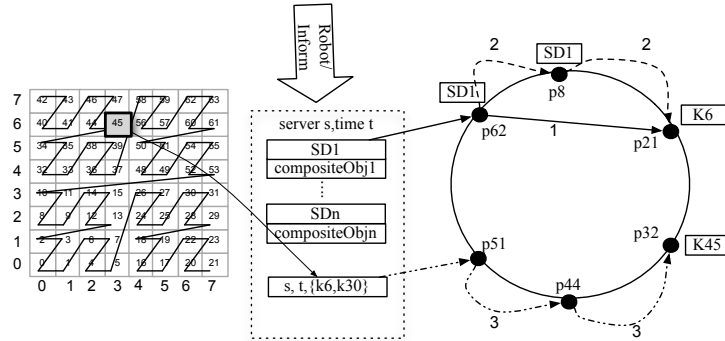 Robot/
Inform
7 42 43 46 47 58 59 62 63
6 40 41 44 45 56 57 60 61
5 34 35 38 39 50 51 54 55
4 32 33 36 37 48 49 52 53
3 10 11 14 15 26 27 30 31
2 8 9 12 13 24 25 28 29
1 2 3 6 7 18 19 22 23
0 0 1 4 5 16 17 20 21
0 1 2 3 4 5 6 7
server s,time t
SD1
compositeObj1
SDn
compositeObjn
s, t,{k6,k30}
2
SD1
2
SD1
p8
K6
p62
1
p21
p51
p32
K45
p44
3
3